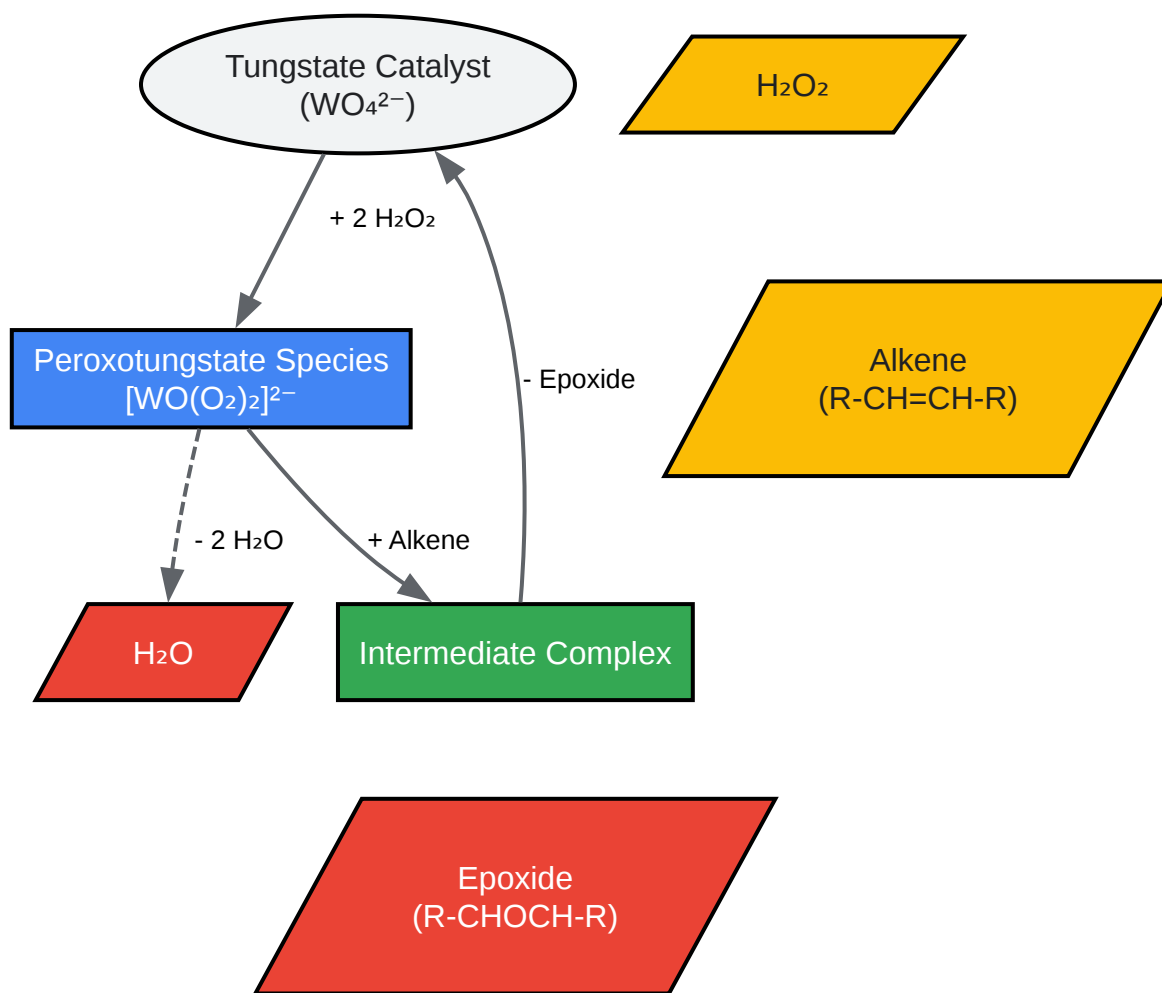 Tungstate Catalyst
(WO₄²⁻)
H₂O₂
+ 2 H₂O₂
Peroxotungstate Species
[WO(O₂)₂]²⁻
- Epoxide
Alkene
(R-CH=CH-R)
- 2 H₂O
+ Alkene
H₂O
Intermediate Complex
Epoxide
(R-CHOCH-R)